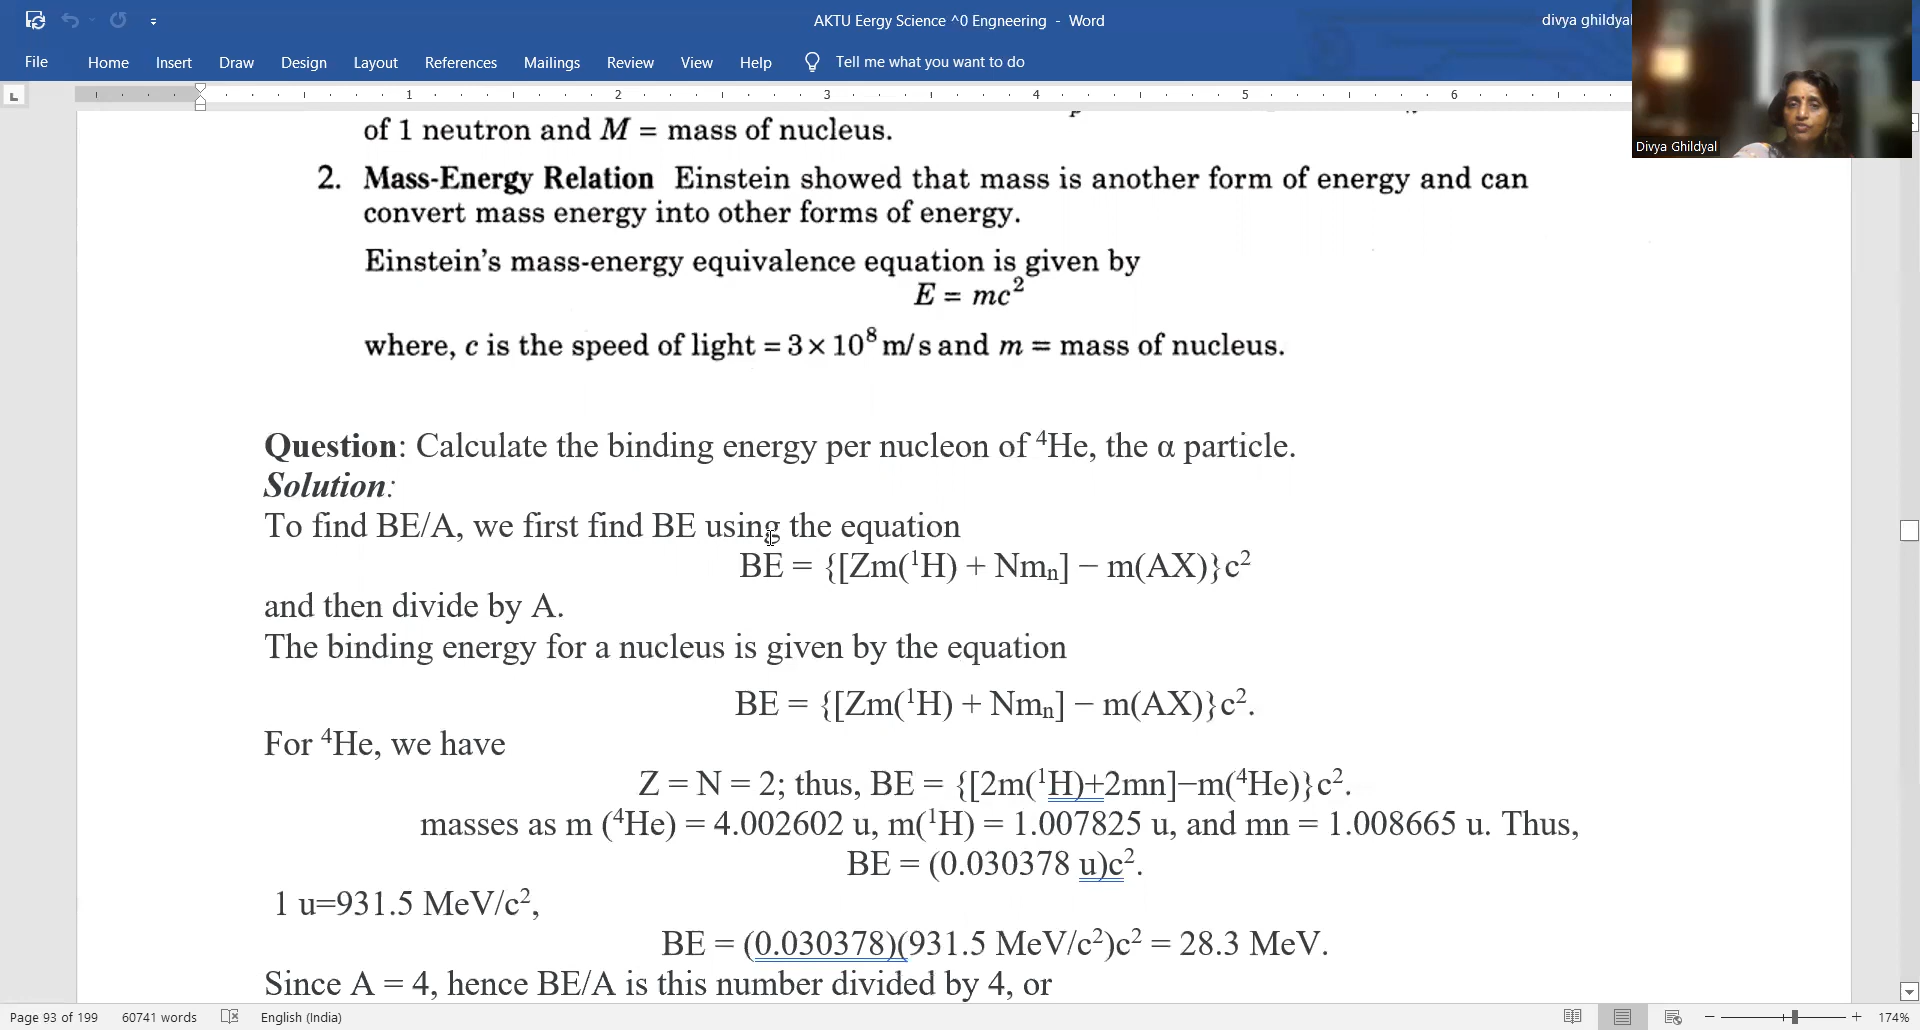 AKTU Eergy Science ^0 Engneering - Word
divya ghildyal
File Home Insert Draw Design Layout References Mailings Review View Help Tell me what you want to do
Divya Ghildyal
1 2 3 4 5 6
of 1 neutron and M = mass of nucleus.
2. Mass-Energy Relation Einstein showed that mass is another form of energy and can
convert mass energy into other forms of energy.
Einstein's mass-energy equivalence equation is given by
E = mc²
where, c is the speed of light = 3 × 10⁸ m/s and m = mass of nucleus.
Question: Calculate the binding energy per nucleon of ⁴He, the α particle.
Solution:
To find BE/A, we first find BE using the equation
BE = {[Zm(¹H) + Nmₙ] − m(AX)}c²
and then divide by A.
The binding energy for a nucleus is given by the equation
BE = {[Zm(¹H) + Nmₙ] − m(AX)}c².
For ⁴He, we have
Z = N = 2; thus, BE = {[2m(¹H)+2mn]−m(⁴He)}c².
masses as m (⁴He) = 4.002602 u, m(¹H) = 1.007825 u, and mn = 1.008665 u. Thus,
BE = (0.030378 u)c².
1 u=931.5 MeV/c²,
BE = (0.030378)(931.5 MeV/c²)c² = 28.3 MeV.
Since A = 4, hence BE/A is this number divided by 4, or
Page 93 of 199 60741 words English (India) 174%